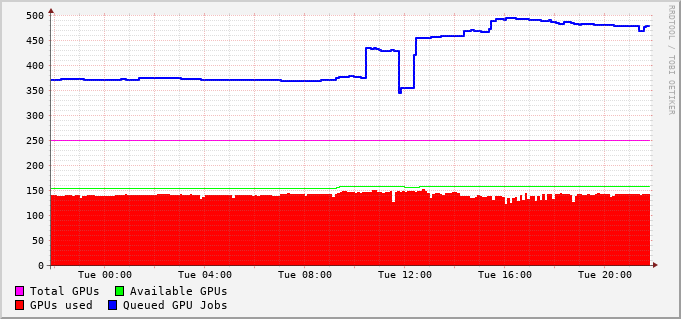 500
450
400
350
300
250
200
150
100
50
0
Tue 00:00 Tue 04:00 Tue 08:00 Tue 12:00 Tue 16:00 Tue 20:00
Total GPUs Available GPUs
GPUs used Queued GPU Jobs
RRDTOOL / TOBI OETIKER